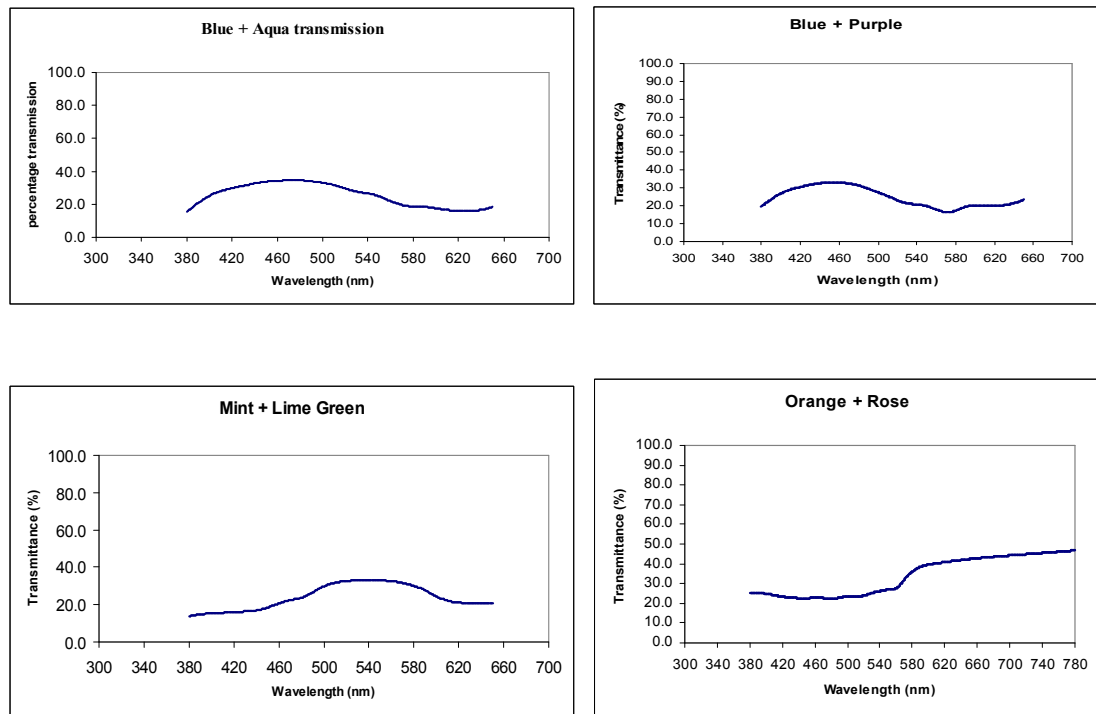 Blue + Aqua transmission
percentage transmission
100.0
80.0
60.0
40.0
20.0
0.0
300 340 380 420 460 500 540 580 620 660 700
Wavelength (nm)
Blue + Purple
Transmittance (%)
100.0
90.0
80.0
70.0
60.0
50.0
40.0
30.0
20.0
10.0
0.0
300 340 380 420 460 500 540 580 620 660 700
Wavelength (nm)
Mint + Lime Green
Transmittance (%)
100.0
80.0
60.0
40.0
20.0
0.0
300 340 380 420 460 500 540 580 620 660 700
Wavelength (nm)
Orange + Rose
Transmittance (%)
100.0
90.0
80.0
70.0
60.0
50.0
40.0
30.0
20.0
10.0
0.0
300 340 380 420 460 500 540 580 620 660 700 740 780
Wavelength (nm)